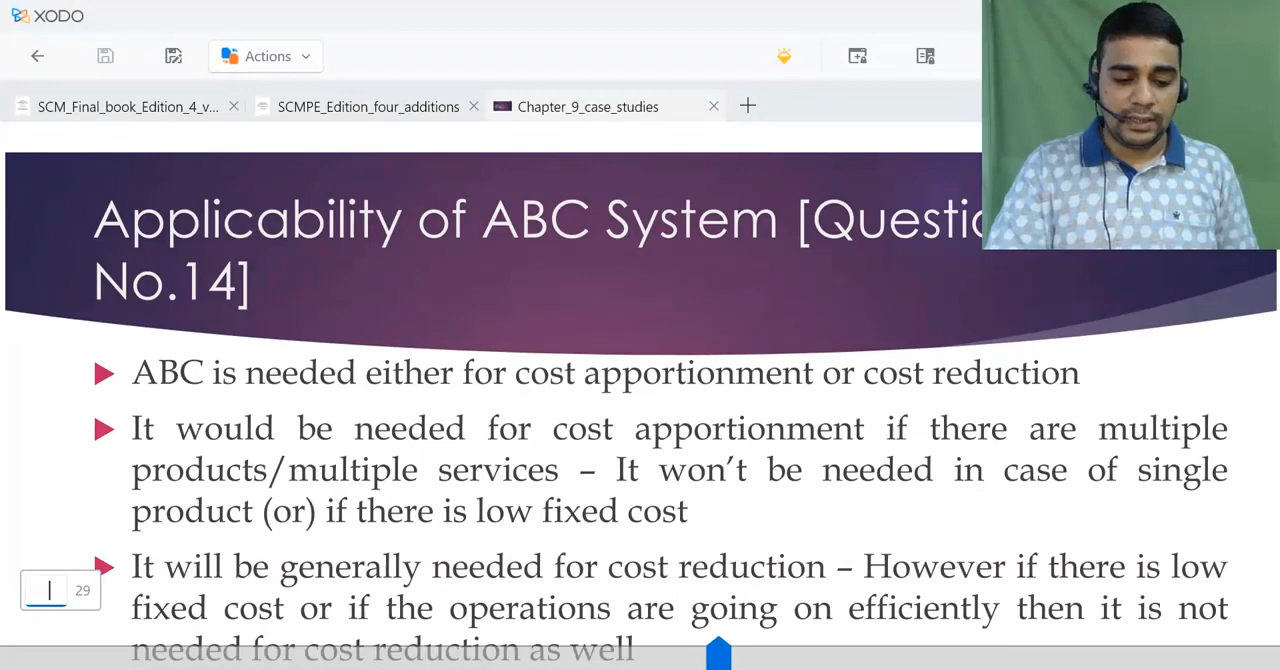 XODO
Actions
SCM_Final_book_Edition_4_v...
SCMPE_Edition_four_additions
Chapter_9_case_studies
Applicability of ABC System [Questio
No.14]
ABC is needed either for cost apportionment or cost reduction
It would be needed for cost apportionment if there are multiple
products/multiple services – It won't be needed in case of single
product (or) if there is low fixed cost
It will be generally needed for cost reduction – However if there is low
fixed cost or if the operations are going on efficiently then it is not
needed for cost reduction as well
29